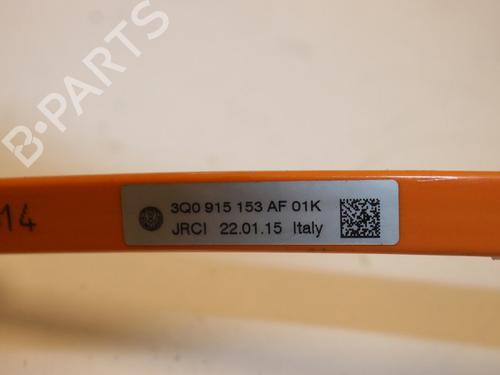 B-PARTS
14
3Q0 915 153 AF 01K
JRCI 22.01.15 Italy